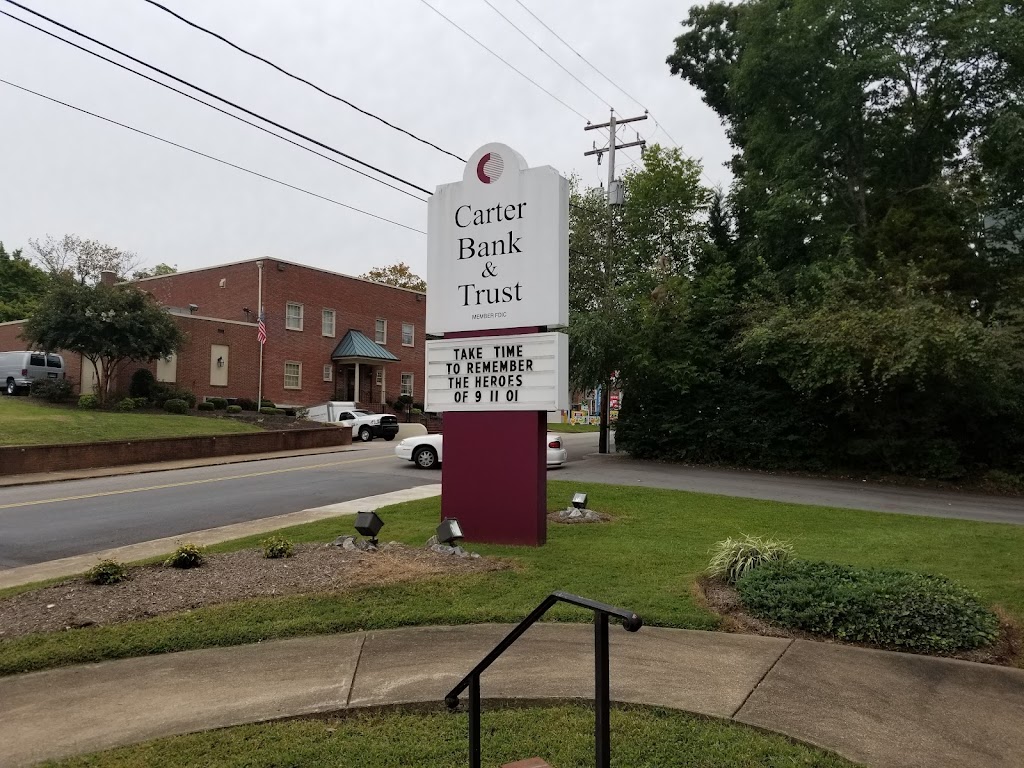 Carter
Bank
&
Trust
MEMBER FDIC
TAKE TIME
TO REMEMBER
THE HEROES
OF 9 11 01